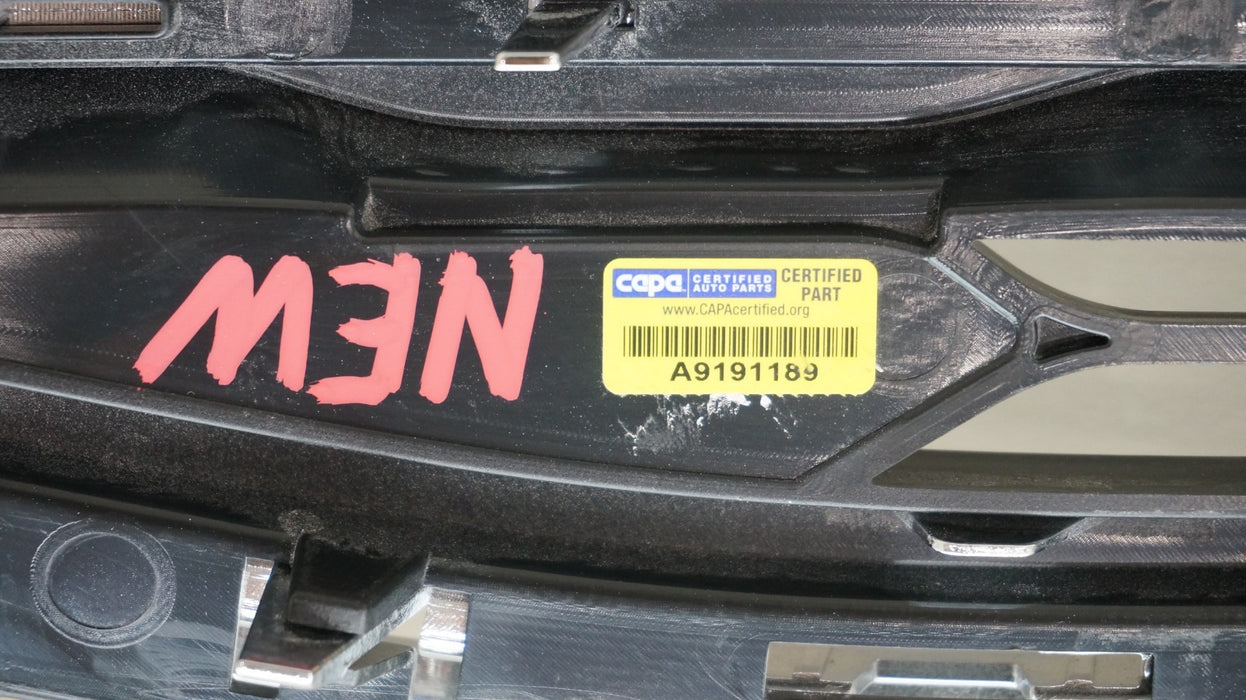 NEW
capa CERTIFIED
AUTO PARTS
CERTIFIED
PART
www.CAPAcertified.org
A9191189